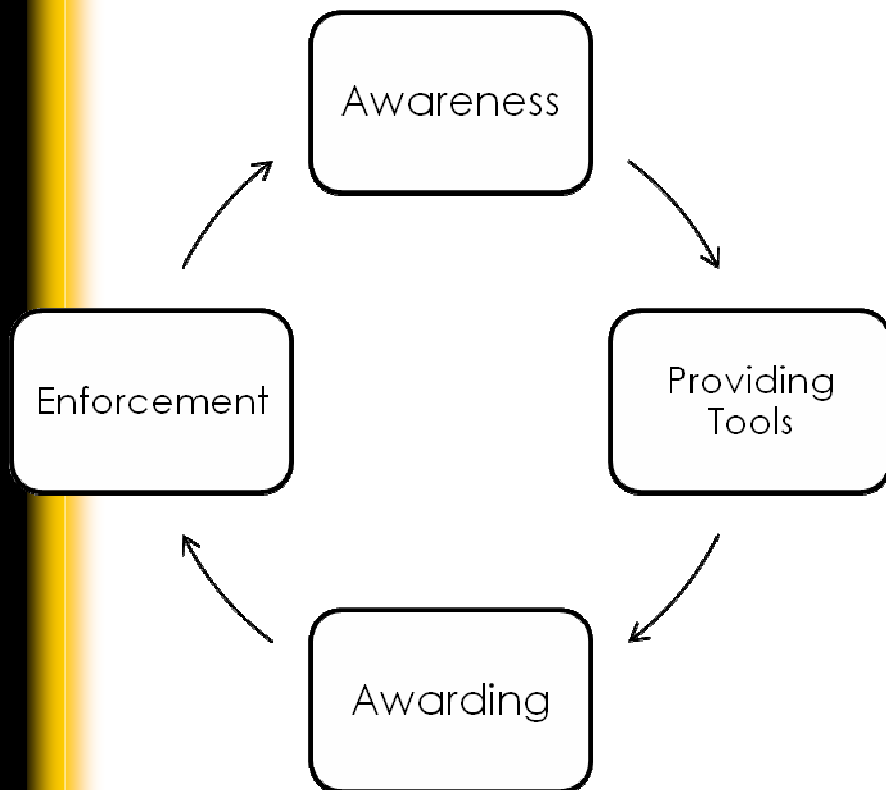 Awareness
Providing
Tools
Awarding
Enforcement